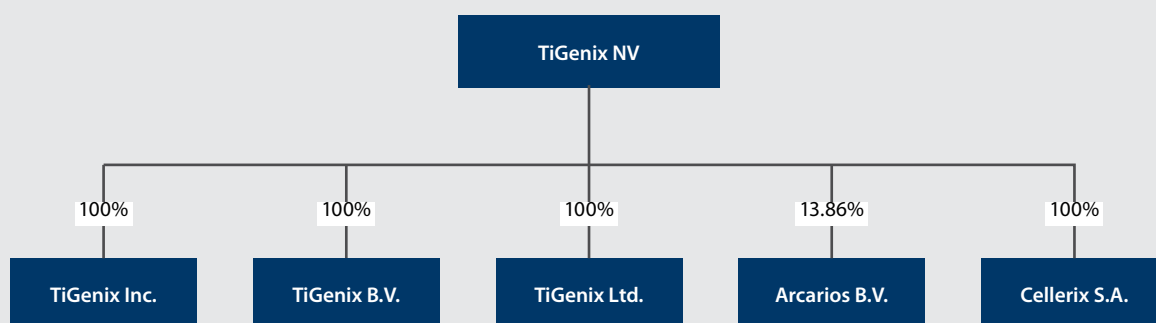 TiGenix NV
100%
100%
100%
13.86%
100%
TiGenix Inc.
TiGenix B.V.
TiGenix Ltd.
Arcarios B.V.
Cellerix S.A.